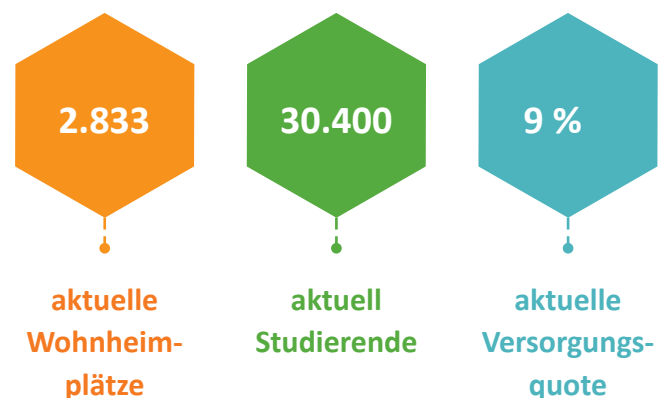 2.833
aktuelle
Wohnheim-
plätze
30.400
aktuell
Studierende
9 %
aktuelle
Versorgungs-
quote